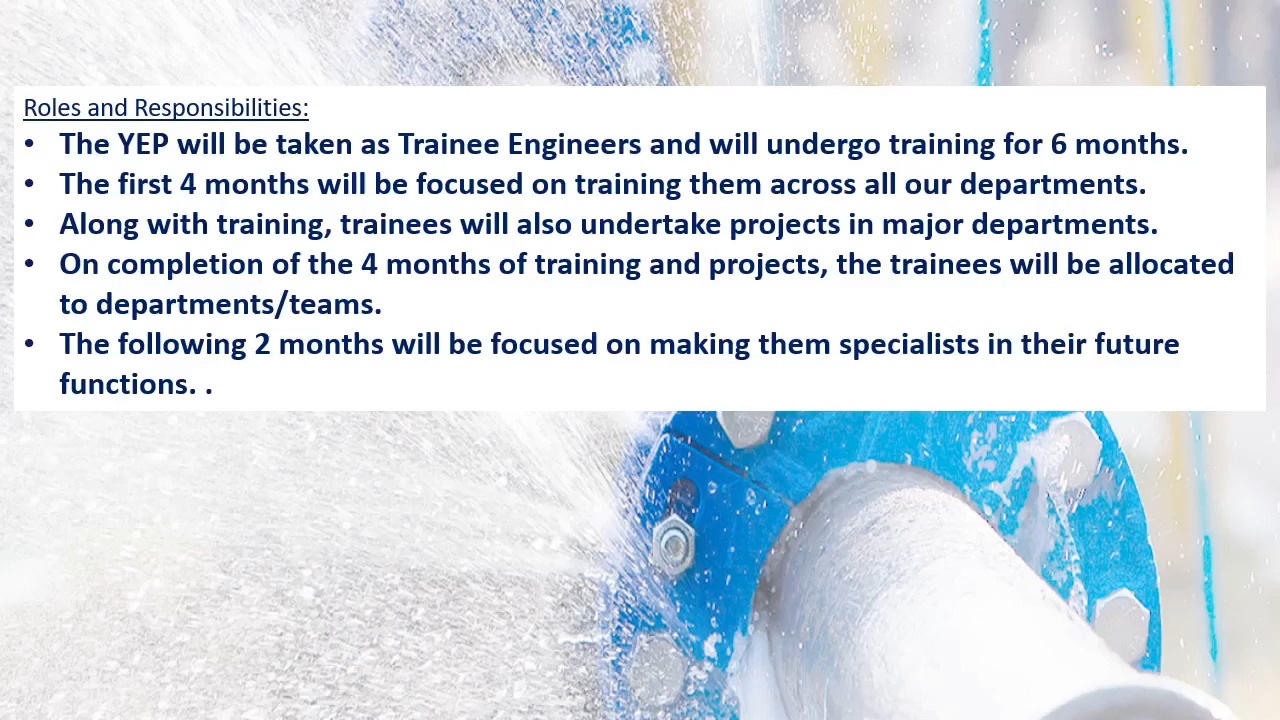 Roles and Responsibilities:
• The YEP will be taken as Trainee Engineers and will undergo training for 6 months.
• The first 4 months will be focused on training them across all our departments.
• Along with training, trainees will also undertake projects in major departments.
• On completion of the 4 months of training and projects, the trainees will be allocated
to departments/teams.
• The following 2 months will be focused on making them specialists in their future
functions. .